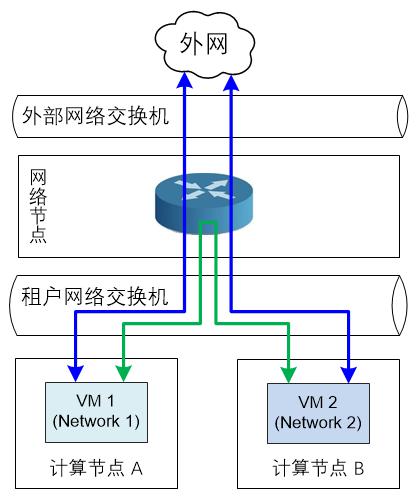 外网
外部网络交换机
网络节点
租户网络交换机
VM 1
(Network 1)
计算节点 A
VM 2
(Network 2)
计算节点 B